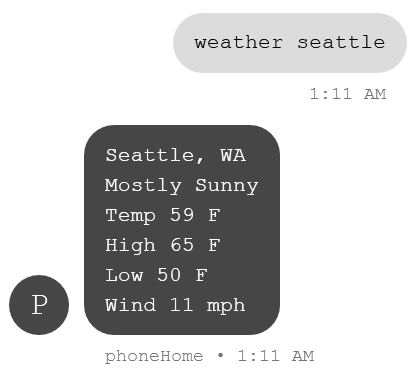 weather seattle
1:11 AM
Seattle, WA
Mostly Sunny
Temp 59 F
High 65 F
Low 50 F
Wind 11 mph
P
phoneHome • 1:11 AM